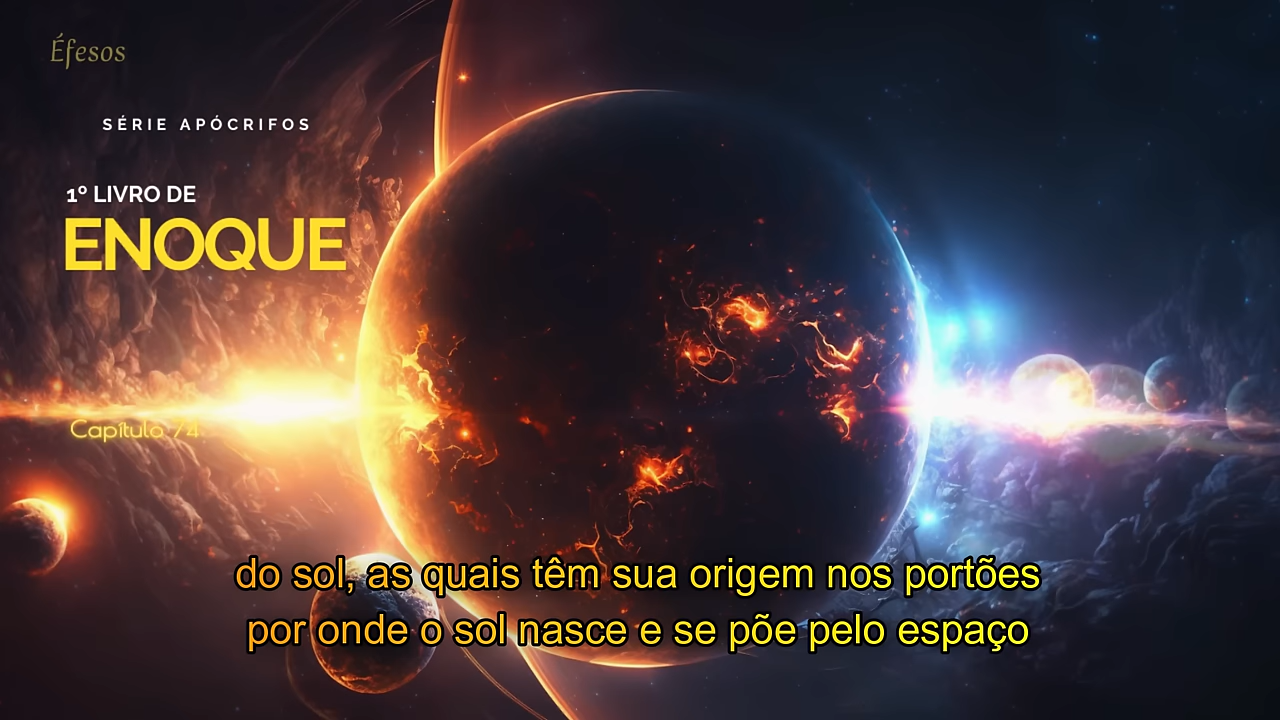 Éfesos
SÉRIE APÓCRIFOS
1º LIVRO DE
ENOQUE
Capítulo 74
do sol, as quais têm sua origem nos portões
por onde o sol nasce e se põe pelo espaço